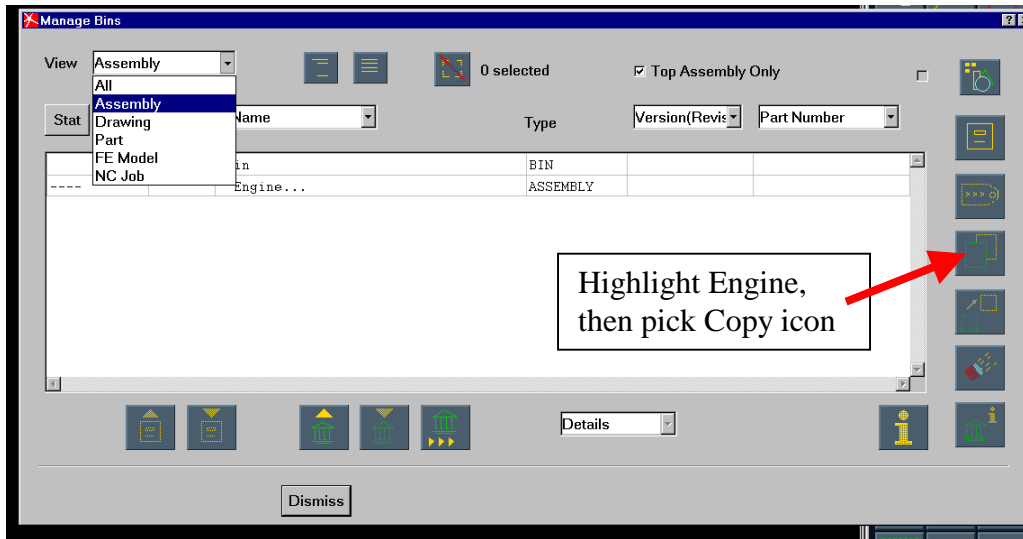 Manage Bins
View Assembly 0 selected Top Assembly Only
All
Assembly
Drawing
Part
FE Model
NC Job
Stat Name Type Version(Revis Part Number
in BIN
---- Engine... ASSEMBLY
Highlight Engine,
then pick Copy icon
Details
Dismiss